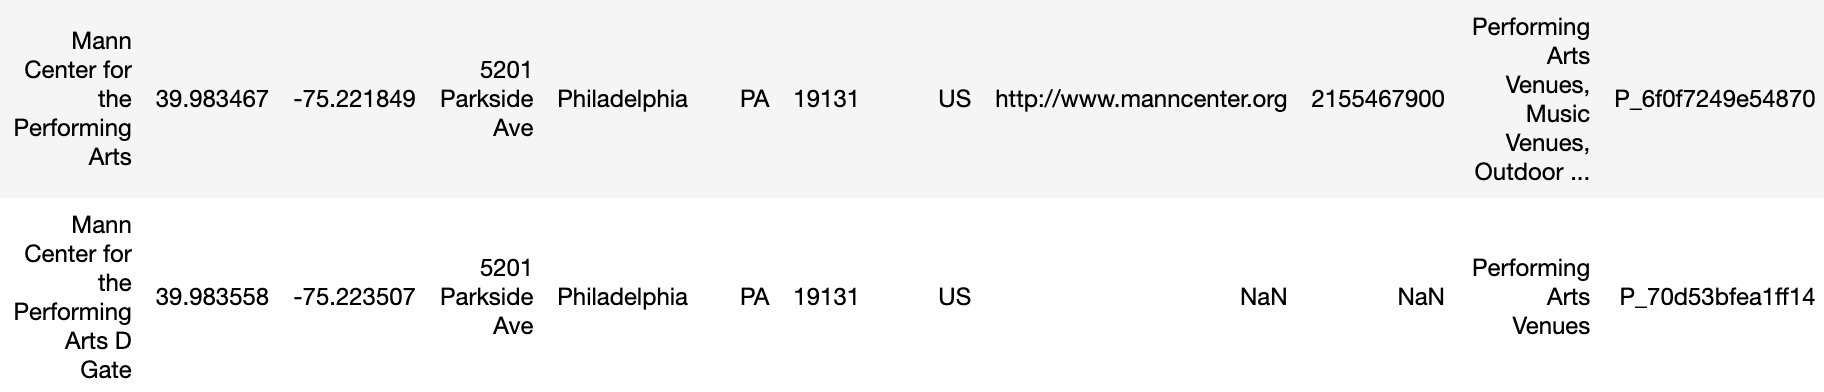 Mann
Center for
the
Performing
Arts
39.983467
-75.221849
5201
Parkside
Ave
Philadelphia
PA
19131
US
http://www.manncenter.org
2155467900
Performing
Arts
Venues,
Music
Venues,
Outdoor ...
P_6f0f7249e54870
Mann
Center for
the
Performing
Arts D
Gate
39.983558
-75.223507
5201
Parkside
Ave
Philadelphia
PA
19131
US
NaN
NaN
Performing
Arts
Venues
P_70d53bfea1ff14